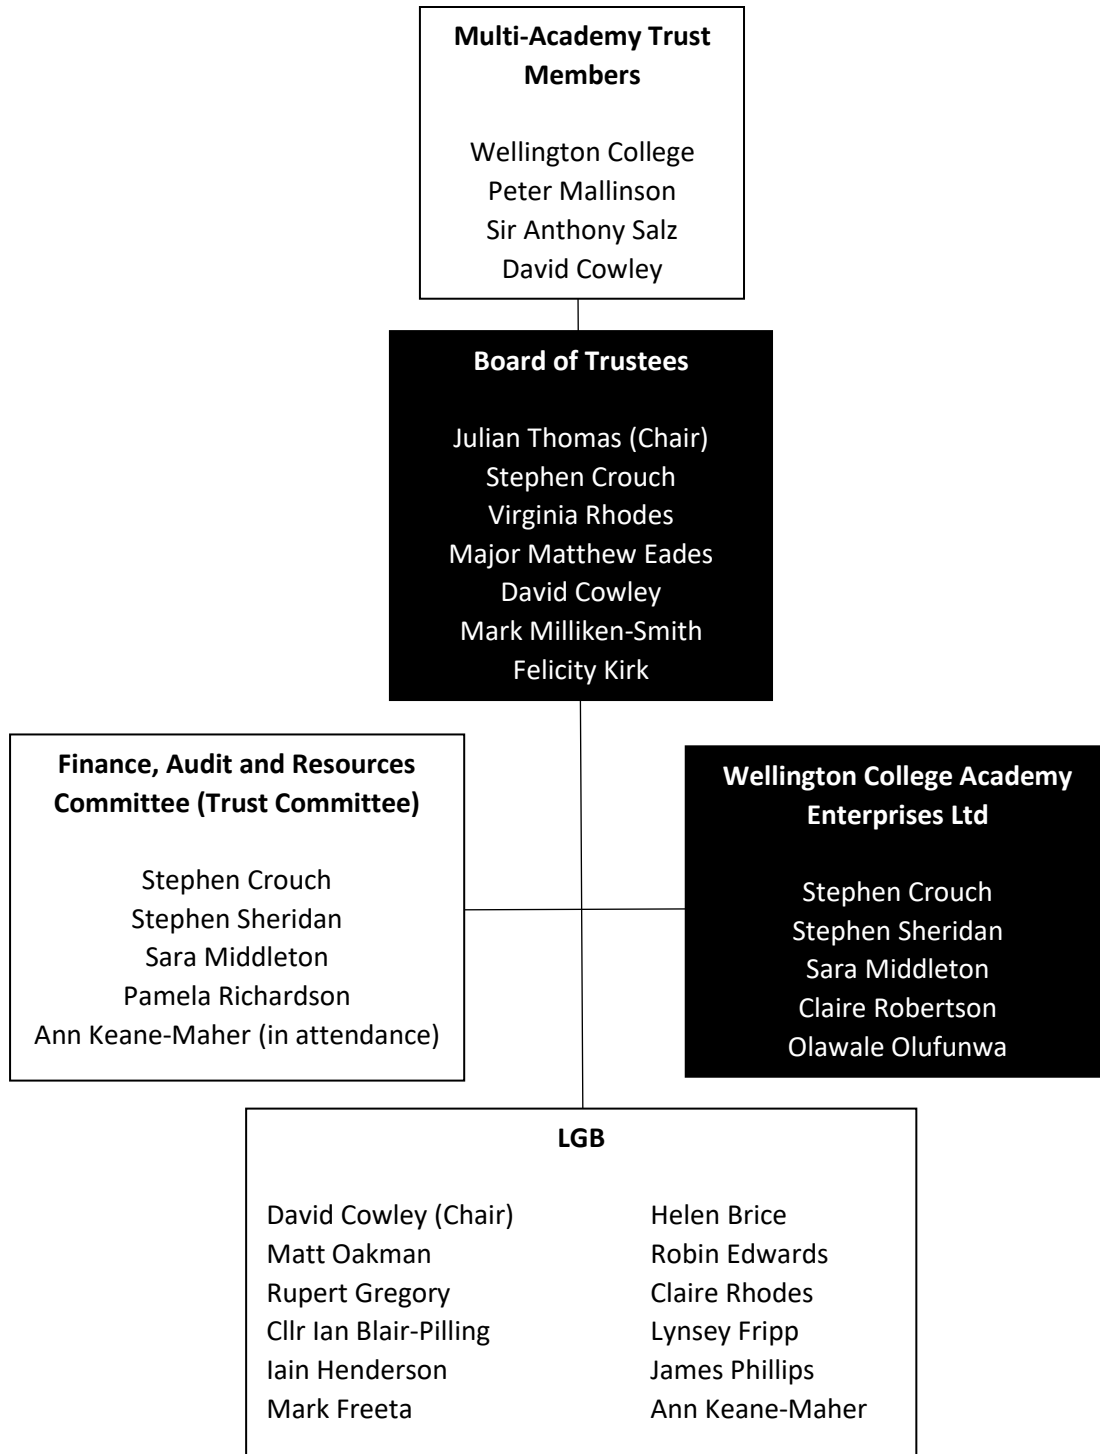 Multi-Academy Trust
Members
Wellington College
Peter Mallinson
Sir Anthony Salz
David Cowley
Board of Trustees
Julian Thomas (Chair)
Stephen Crouch
Virginia Rhodes
Major Matthew Eades
David Cowley
Mark Milliken-Smith
Felicity Kirk
Finance, Audit and Resources
Committee (Trust Committee)
Stephen Crouch
Stephen Sheridan
Sara Middleton
Pamela Richardson
Ann Keane-Maher (in attendance)
Wellington College Academy
Enterprises Ltd
Stephen Crouch
Stephen Sheridan
Sara Middleton
Claire Robertson
Olawale Olufunwa
LGB
David Cowley (Chair)
Matt Oakman
Rupert Gregory
Cllr Ian Blair-Pilling
Iain Henderson
Mark Freeta
Helen Brice
Robin Edwards
Claire Rhodes
Lynsey Fripp
James Phillips
Ann Keane-Maher